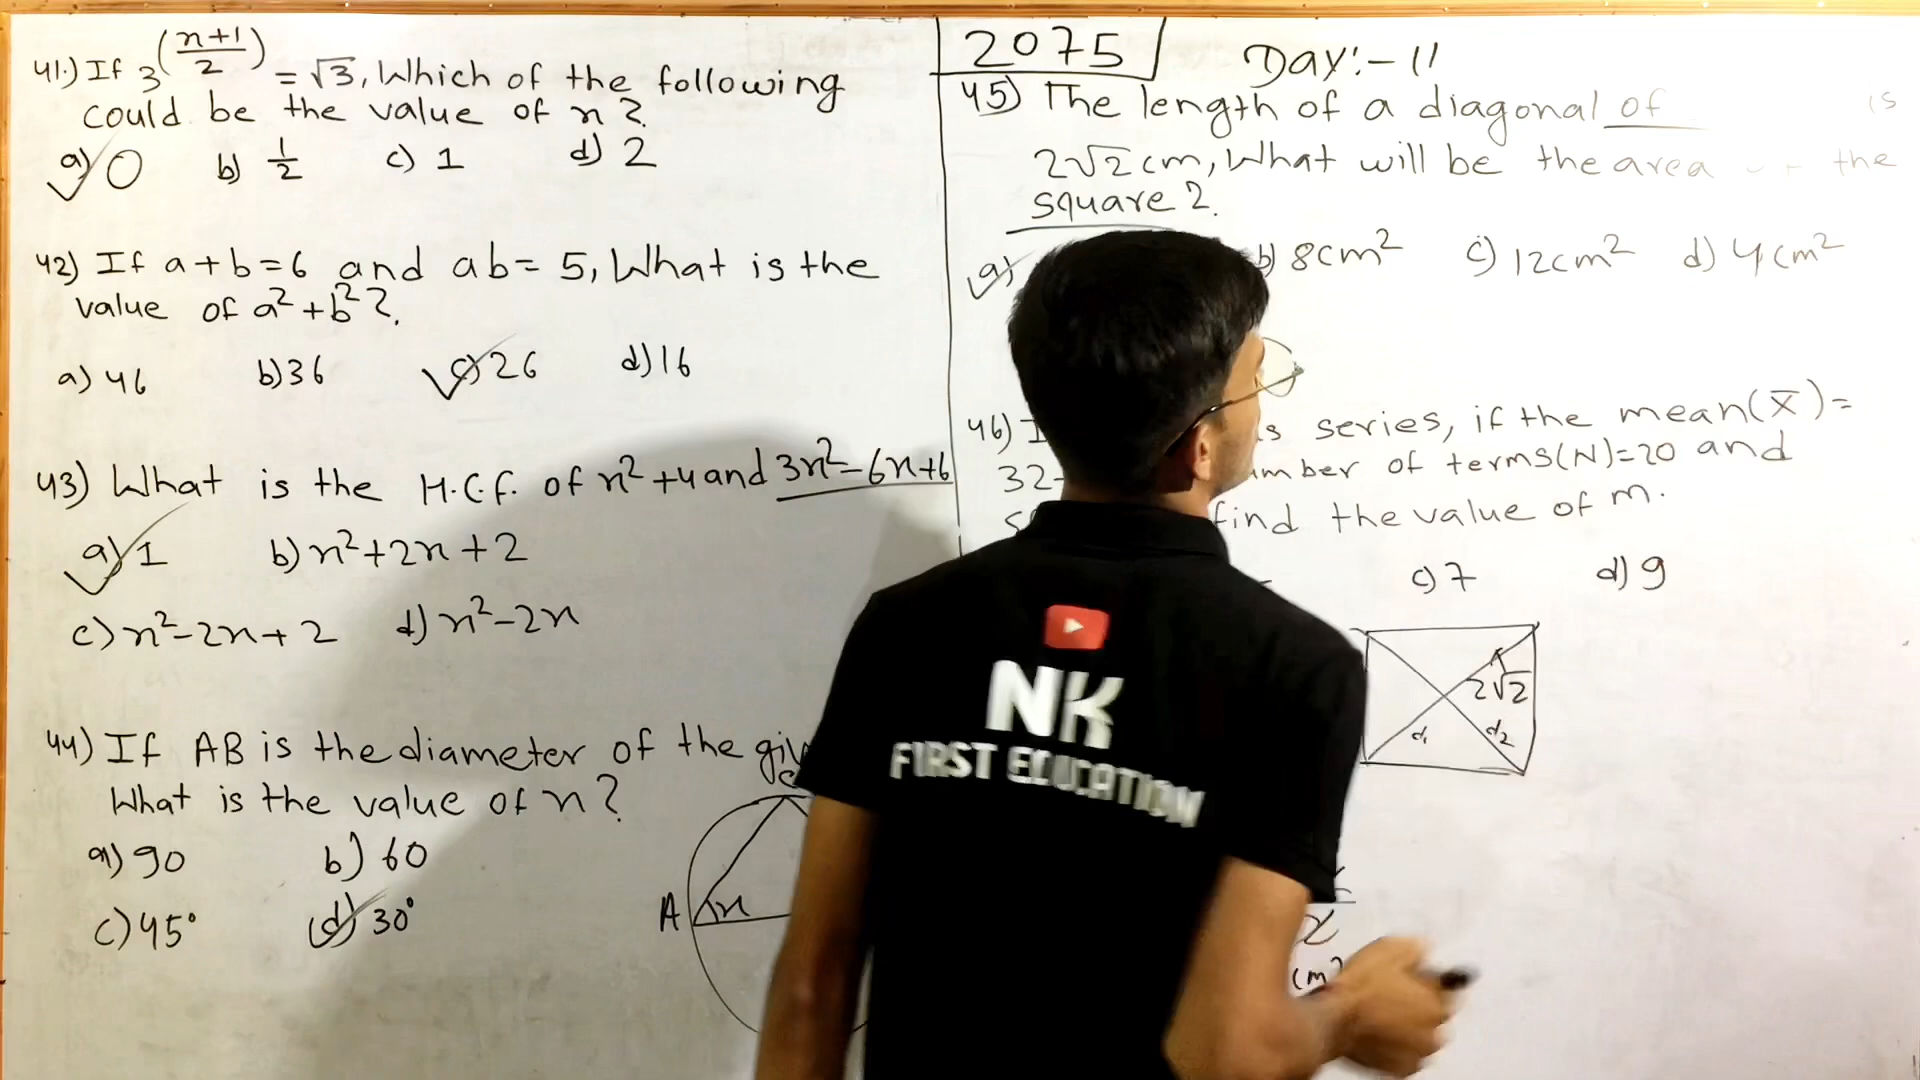 41.) If 3^((n+1)/2) = √3, Which of the following
could be the value of n?
a) 0 b) 1/2 c) 1 d) 2
42) If a+b=6 and ab=5, What is the
value of a²+b²?
a) 46 b) 36 c) 26 d) 16
43) What is the H.C.F. of n²+4 and 3n²-6n+6
a) 1 b) n²+2n+2
c) n²-2n+2 d) n²-2n
44) If AB is the diameter of the
What is the value of n?
a) 90 b) 60
c) 45° d) 30°
A n
2075 Day:- 11
45) The length of a diagonal of is
2√2 cm, What will be the area the
square?
a) b) 8cm² c) 12cm² d) 4cm²
46) series, if the mean(x̄)=
32 of terms(N)=20 and
find the value of m.
c) 7 d) 9
2√2
d₁ d₂
NK
FIRST EDUCATION